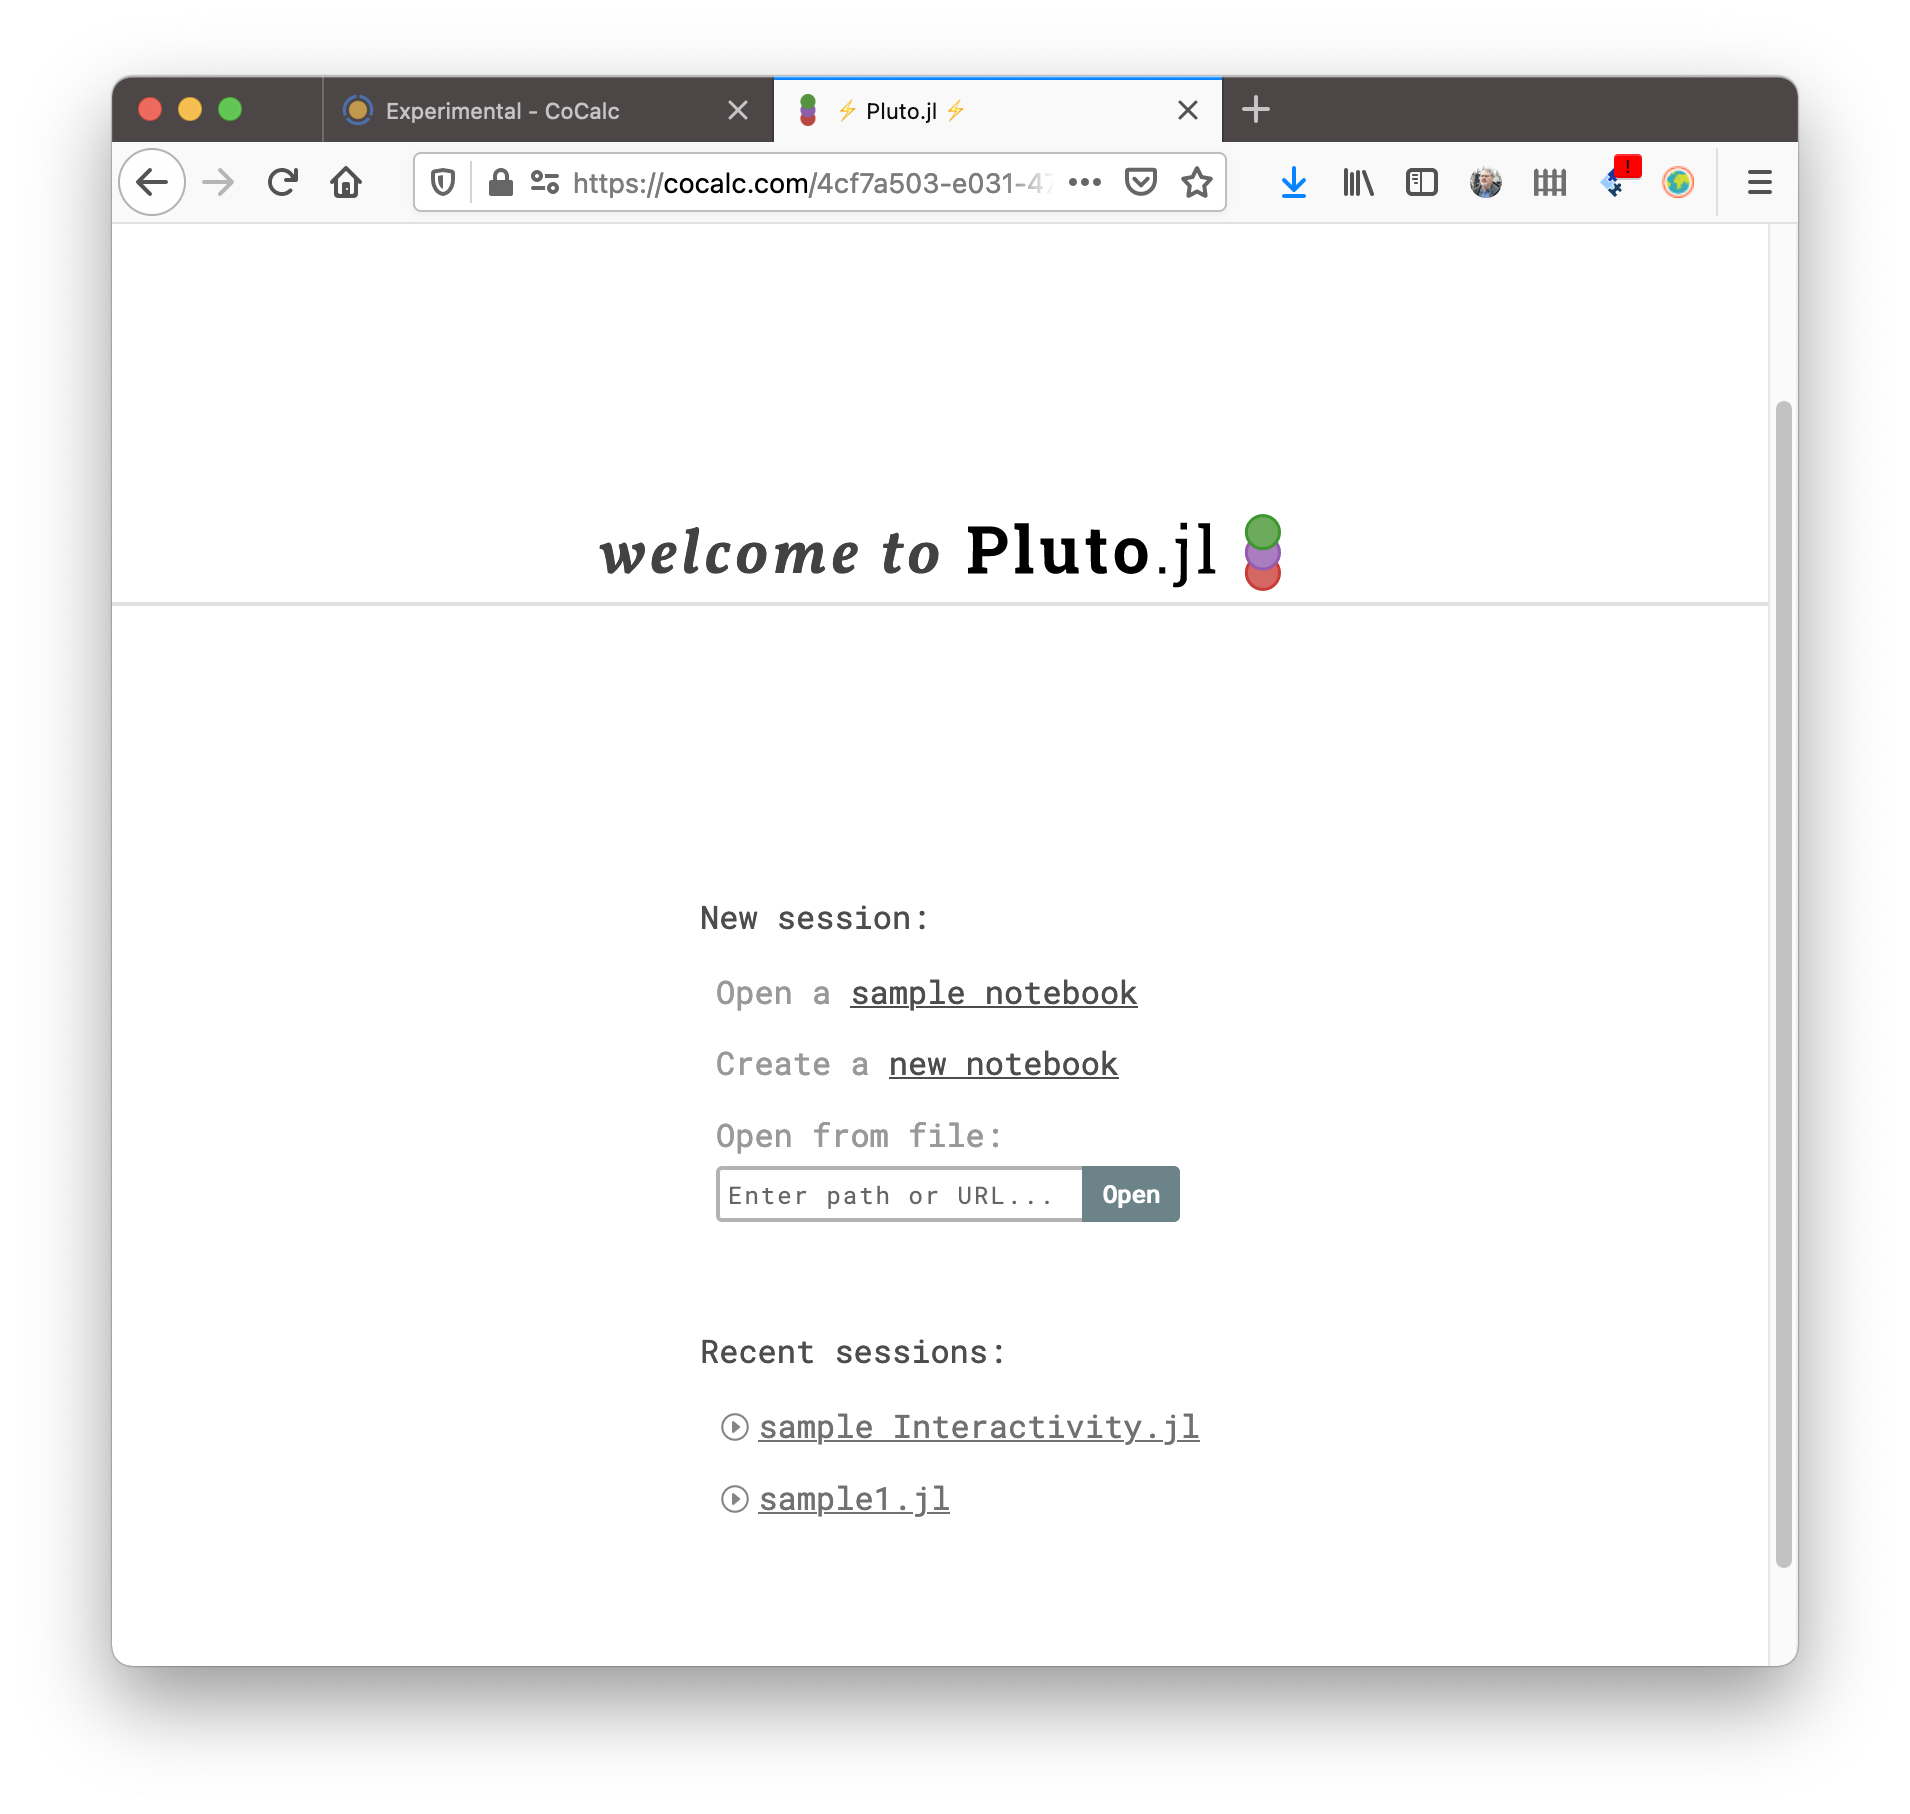 Experimental - CoCalc
⚡ Pluto.jl ⚡
https://cocalc.com/4cf7a503-e031-47
!
welcome to Pluto.jl
New session:
Open a sample notebook
Create a new notebook
Open from file:
Enter path or URL...
Open
Recent sessions:
sample Interactivity.jl
sample1.jl